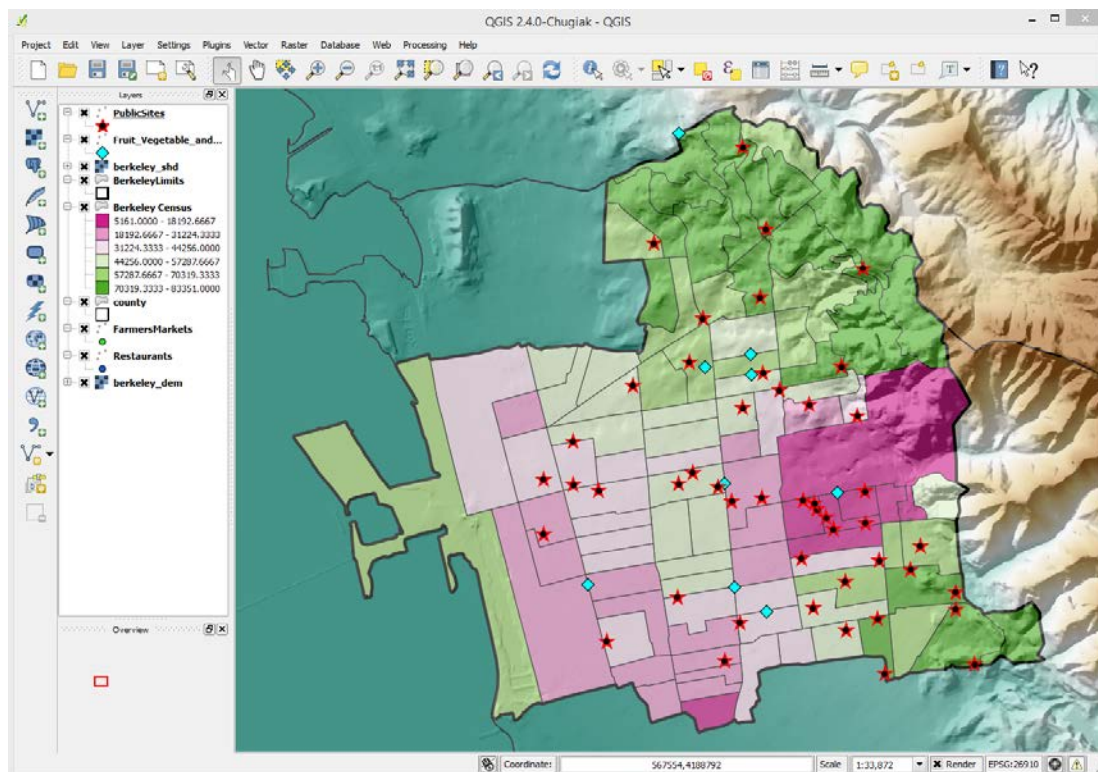 QGIS 2.4.0-Chugiak - QGIS
Project Edit View Layer Settings Plugins Vector Raster Database Web Processing Help
Layers
PublicSites
Fruit_Vegetable_and...
berkeley_shd
BerkeleyLimits
Berkeley Census
5161.0000 - 18192.6667
18192.6667 - 31224.3333
31224.3333 - 44256.0000
44256.0000 - 57287.6667
57287.6667 - 70319.3333
70319.3333 - 83351.0000
county
FarmersMarkets
Restaurants
berkeley_dem
Overview
Coordinate: 567554,4188792 Scale 1:33,872 Render EPSG:26910